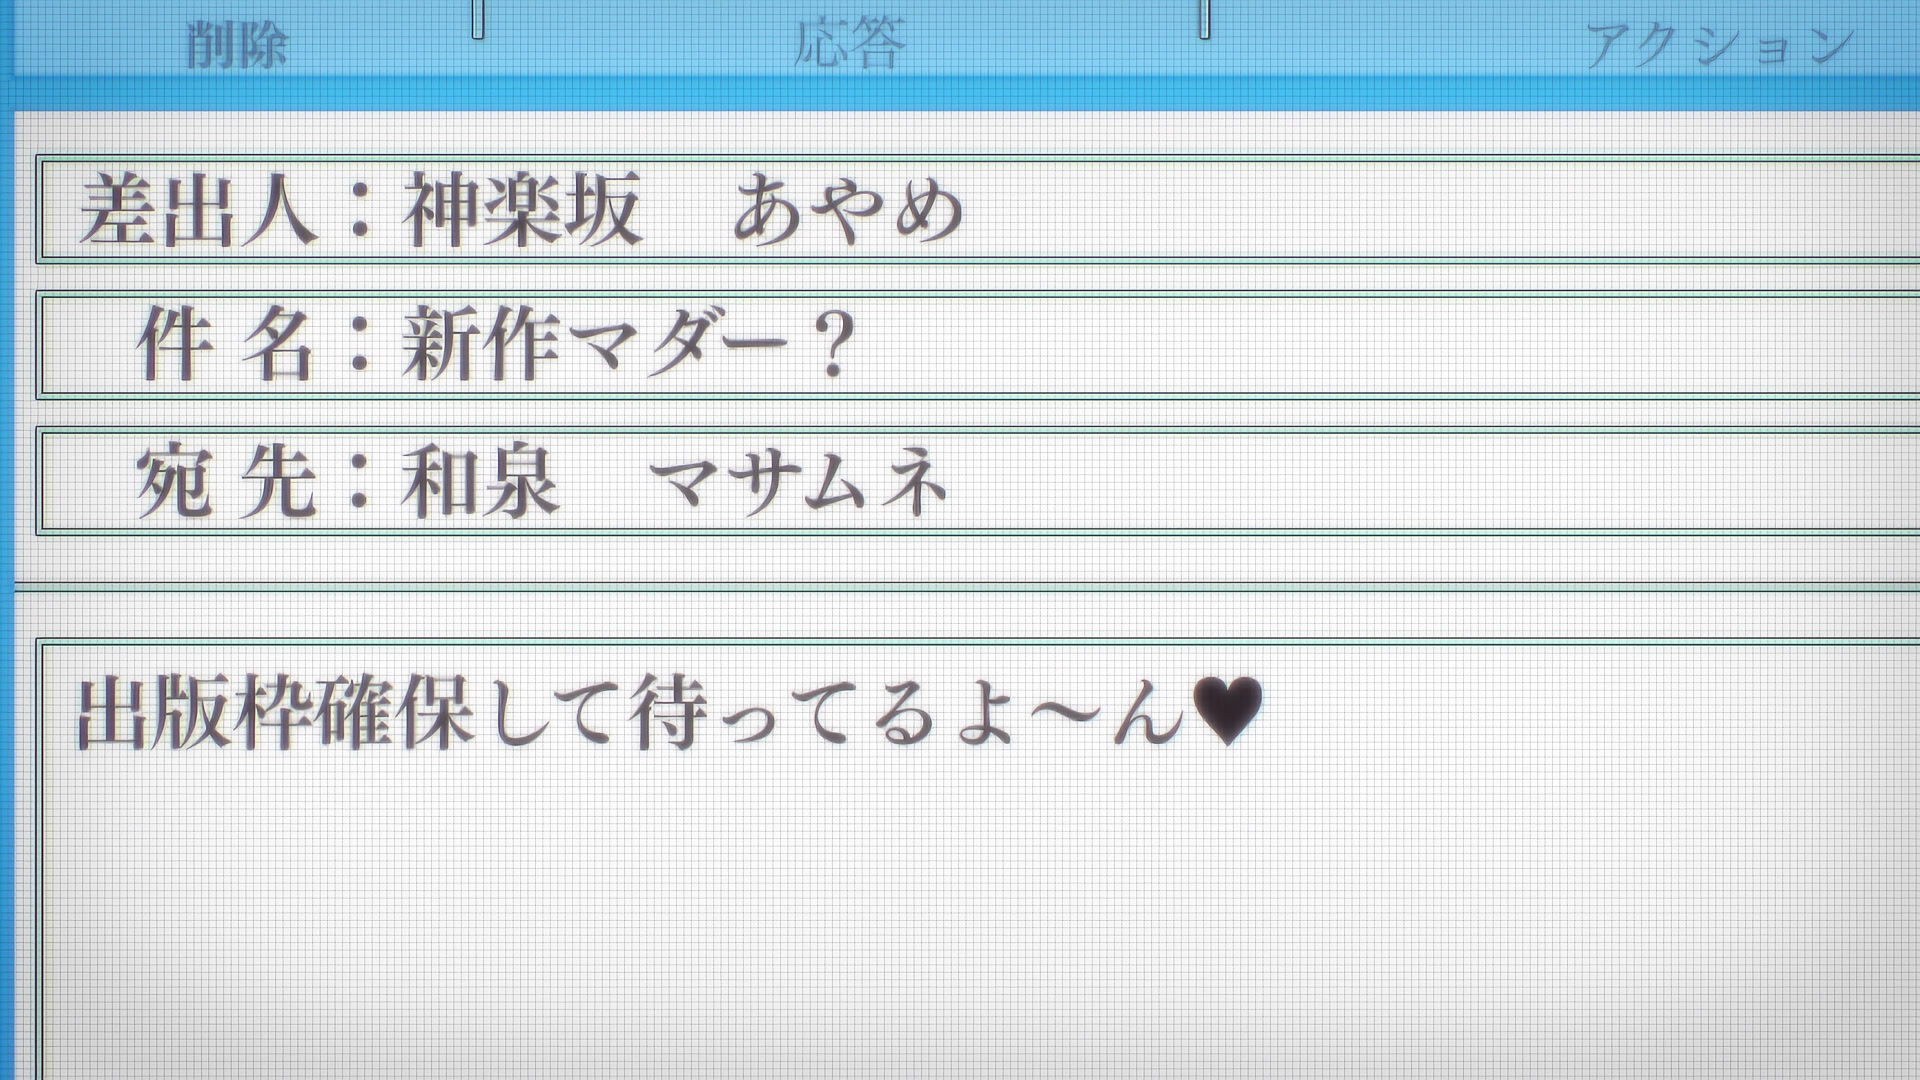 削除 応答 アクション
差出人：神楽坂　あやめ
件 名：新作マダー？
宛 先：和泉　マサムネ
出版枠確保して待ってるよ～ん♥